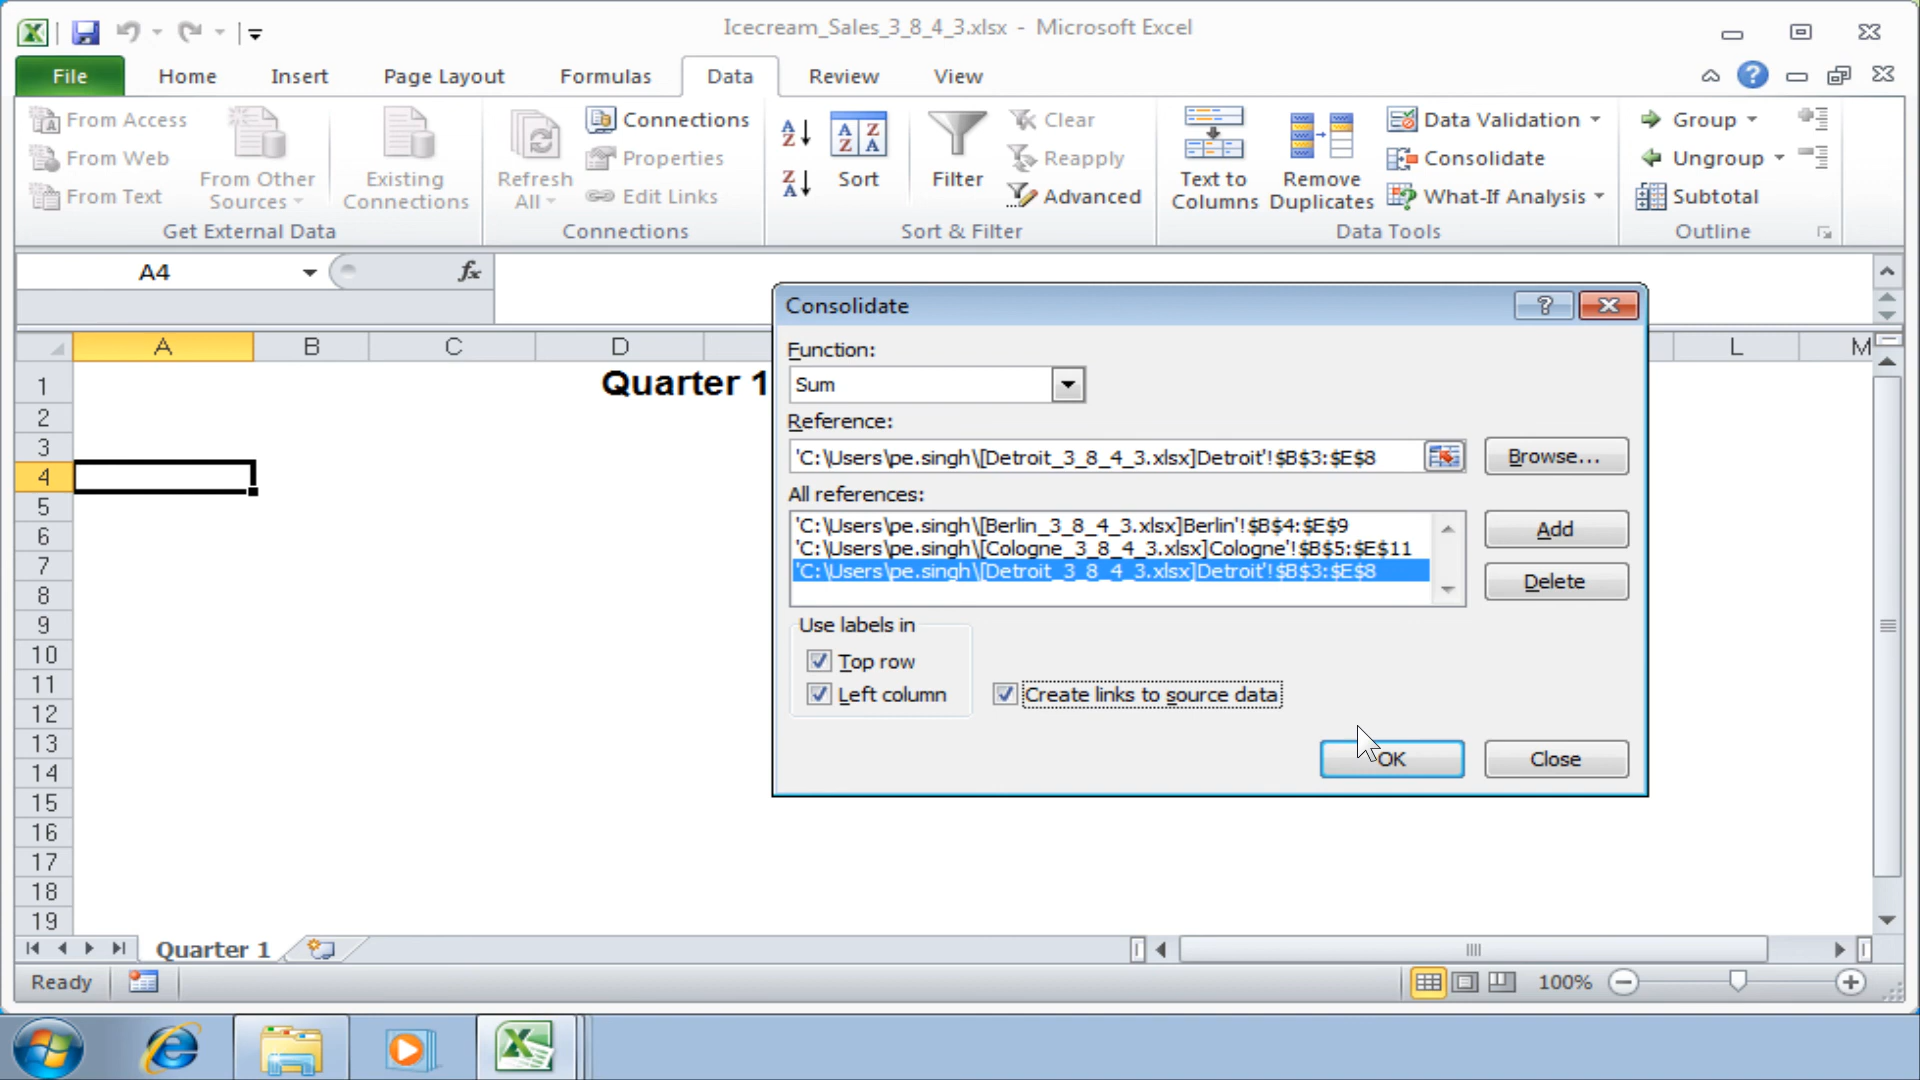 Icecream_Sales_3_8_4_3.xlsx - Microsoft Excel
File Home Insert Page Layout Formulas Data Review View
From Access
From Web
From Text
From Other
Sources
Existing
Connections
Get External Data
Refresh
All
Connections
Properties
Edit Links
Connections
A
Z
Z
A
A Z
Z A
Sort
Filter
Clear
Reapply
Advanced
Sort & Filter
Text to
Columns
Remove
Duplicates
Data Validation
Consolidate
What-If Analysis
Data Tools
Group
Ungroup
Subtotal
Outline
A4
fx
A B C D L M
1 Quarter 1
2
3
4
5
6
7
8
9
10
11
12
13
14
15
16
17
18
19
Consolidate
?
Function:
Sum
Reference:
'C:\Users\pe.singh\[Detroit_3_8_4_3.xlsx]Detroit'!$B$3:$E$8
Browse...
All references:
'C:\Users\pe.singh\[Berlin_3_8_4_3.xlsx]Berlin'!$B$4:$E$9
'C:\Users\pe.singh\[Cologne_3_8_4_3.xlsx]Cologne'!$B$5:$E$11
'C:\Users\pe.singh\[Detroit_3_8_4_3.xlsx]Detroit'!$B$3:$E$8
Add
Delete
Use labels in
Top row
Left column
Create links to source data
OK
Close
Quarter 1
Ready
100%